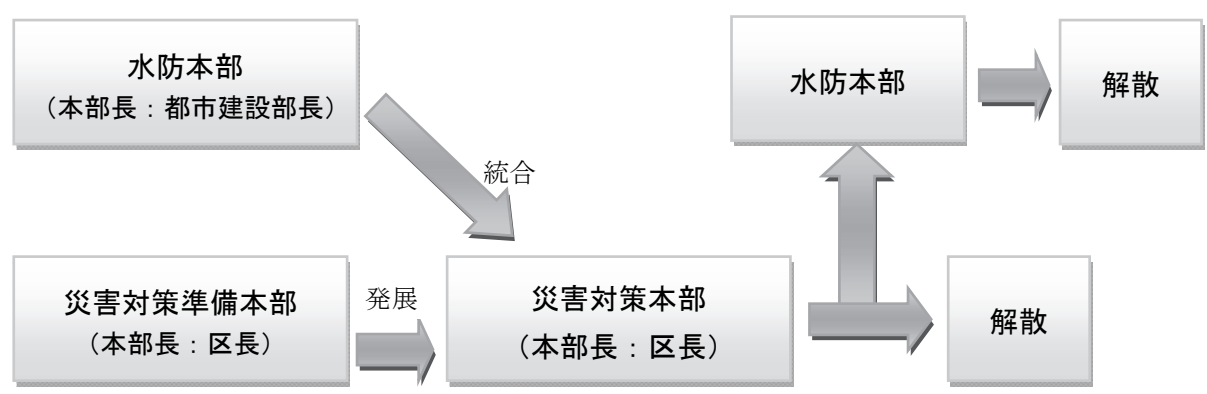 水防本部
（本部長：都市建設部長）
統合
水防本部
解散
災害対策準備本部
（本部長：区長）
発展
災害対策本部
（本部長：区長）
解散